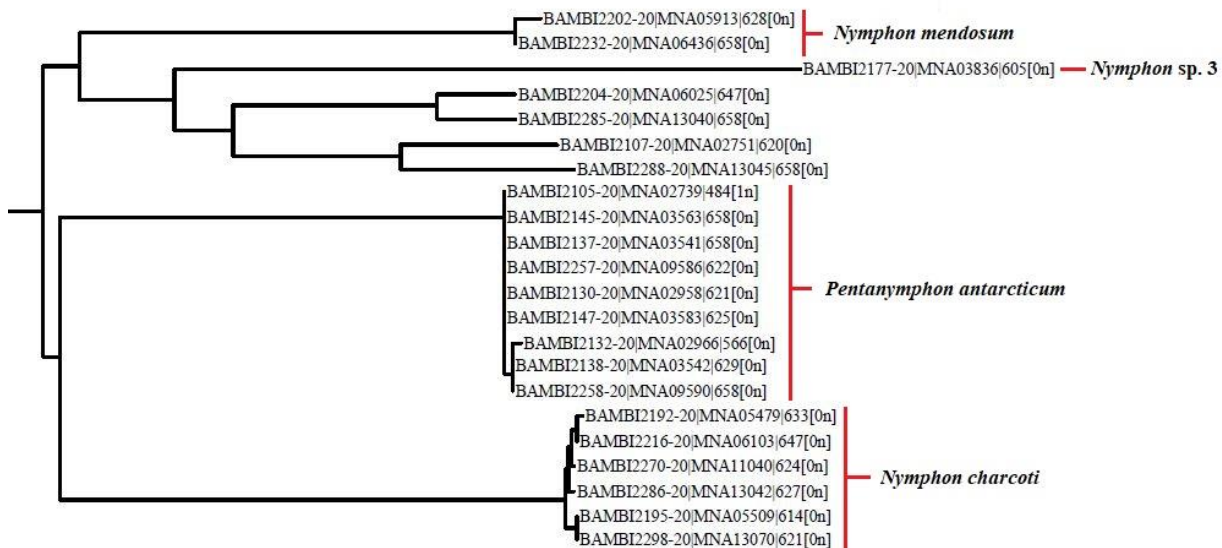 BAMBI2202-20|MNA05913|628[0n]
BAMBI2232-20|MNA06436|658[0n]
Nymphon mendosum
BAMBI2177-20|MNA03836|605[0n]
Nymphon sp. 3
BAMBI2204-20|MNA06025|647[0n]
BAMBI2285-20|MNA13040|658[0n]
BAMBI2107-20|MNA02751|620[0n]
BAMBI2288-20|MNA13045|658[0n]
BAMBI2105-20|MNA02739|484[1n]
BAMBI2145-20|MNA03563|658[0n]
BAMBI2137-20|MNA03541|658[0n]
BAMBI2257-20|MNA09586|622[0n]
BAMBI2130-20|MNA02958|621[0n]
BAMBI2147-20|MNA03583|625[0n]
BAMBI2132-20|MNA02966|566[0n]
BAMBI2138-20|MNA03542|629[0n]
BAMBI2258-20|MNA09590|658[0n]
Pentanymphon antarcticum
BAMBI2192-20|MNA05479|633[0n]
BAMBI2216-20|MNA06103|647[0n]
BAMBI2270-20|MNA11040|624[0n]
BAMBI2286-20|MNA13042|627[0n]
BAMBI2195-20|MNA05509|614[0n]
BAMBI2298-20|MNA13070|621[0n]
Nymphon charcoti